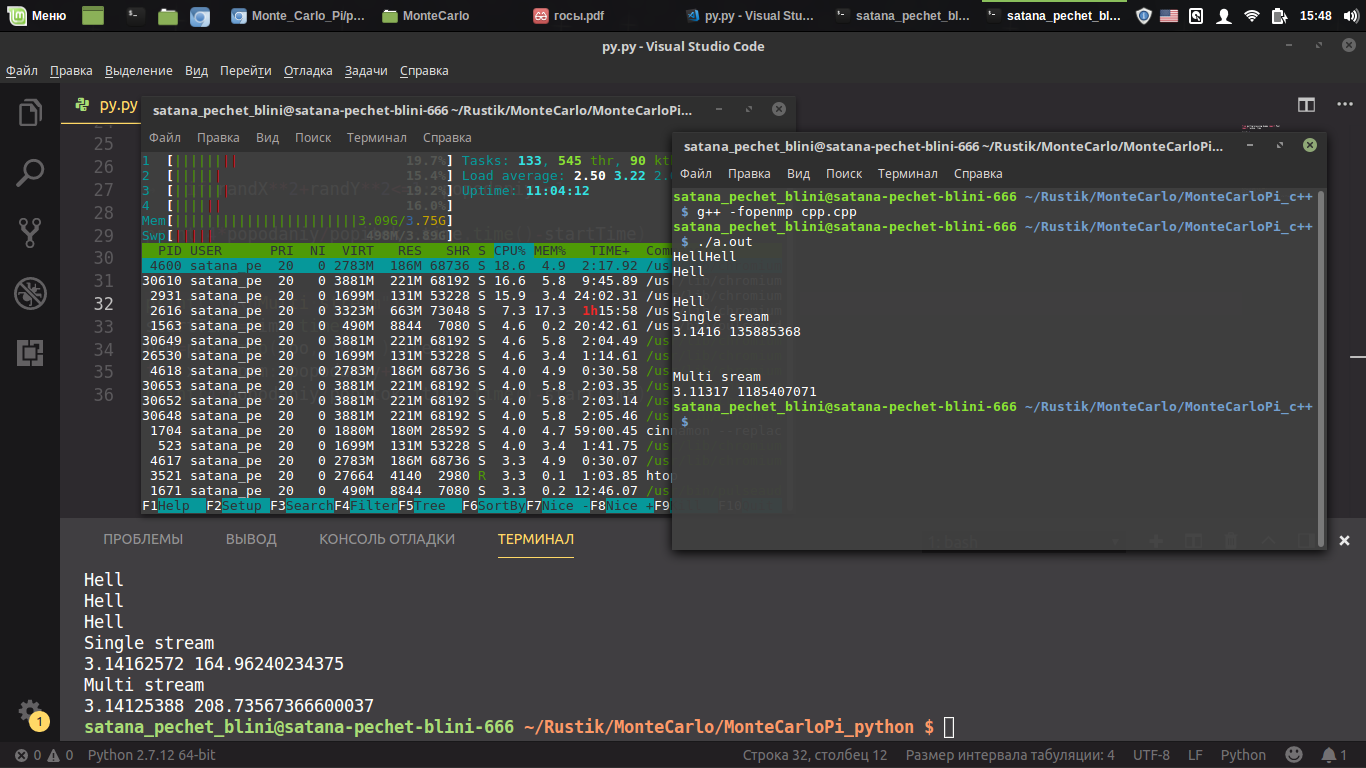 Меню
Monte_Carlo_Pi/p...
MonteCarlo
госы.pdf
py.py - Visual Stu...
satana_pechet_bl...
satana_pechet_bl...
15:48
py.py - Visual Studio Code
Файл Правка Выделение Вид Перейти Отладка Задачи Справка
py.py
25
26
27
28
29
30
31
32
33
34
35
36
satana_pechet_blini@satana-pechet-blini-666 ~/Rustik/MonteCarlo/MonteCarloPi...
Файл Правка Вид Поиск Терминал Справка
1 [||||||||| 19.7%] Tasks: 133, 545 thr, 90 kth
2 [||||||| 15.4%] Load average: 2.50 3.22 2.
3 [|||||||| 19.2%] Uptime: 11:04:12
4 [||||||| 16.0%]
Mem[|||||||||||||||||||||||3.09G/3.75G]
Swp[||||| 498M/3.89G]
PID USER PRI NI VIRT RES SHR S CPU% MEM% TIME+ Com
4600 satana_pe 20 0 2783M 186M 68736 S 18.6 4.9 2:17.92 /us
30610 satana_pe 20 0 3881M 221M 68192 S 16.6 5.8 9:45.89 /us
2931 satana_pe 20 0 1699M 131M 53228 S 15.9 3.4 24:02.31 /us
2616 satana_pe 20 0 3323M 663M 73048 S 7.3 17.3 1h15:58 /us
1563 satana_pe 20 0 490M 8844 7080 S 4.6 0.2 20:42.61 /us
30649 satana_pe 20 0 3881M 221M 68192 S 4.6 5.8 2:04.49 /us
26530 satana_pe 20 0 1699M 131M 53228 S 4.6 3.4 1:14.61 /us
4618 satana_pe 20 0 2783M 186M 68736 S 4.0 4.9 0:30.58 /us
30653 satana_pe 20 0 3881M 221M 68192 S 4.0 5.8 2:03.35 /us
30652 satana_pe 20 0 3881M 221M 68192 S 4.0 5.8 2:03.14 /us
30648 satana_pe 20 0 3881M 221M 68192 S 4.0 5.8 2:05.46 /us
1704 satana_pe 20 0 1880M 180M 28592 S 4.0 4.7 59:00.45 cinnamon --replac
523 satana_pe 20 0 1699M 131M 53228 S 4.0 3.4 1:41.75 /us
4617 satana_pe 20 0 2783M 186M 68736 S 3.3 4.9 0:30.07 /us
3521 satana_pe 20 0 27664 4140 2980 R 3.3 0.1 1:03.85 htop
1671 satana_pe 20 0 490M 8844 7080 S 3.3 0.2 12:46.07 /us
F1Help F2Setup F3SearchF4FilterF5Tree F6SortByF7Nice -F8Nice +F9 F10
satana_pechet_blini@satana-pechet-blini-666 ~/Rustik/MonteCarlo/MonteCarloPi...
Файл Правка Вид Поиск Терминал Справка
satana_pechet_blini@satana-pechet-blini-666 ~/Rustik/MonteCarlo/MonteCarloPi_c++
$ g++ -fopenmp cpp.cpp
satana_pechet_blini@satana-pechet-blini-666 ~/Rustik/MonteCarlo/MonteCarloPi_c++
$ ./a.out
HellHell
Hell
Hell
Single sream
3.1416 135885368
Multi sream
3.11317 1185407071
satana_pechet_blini@satana-pechet-blini-666 ~/Rustik/MonteCarlo/MonteCarloPi_c++
$
ПРОБЛЕМЫ ВЫВОД КОНСОЛЬ ОТЛАДКИ ТЕРМИНАЛ
1: bash
Hell
Hell
Hell
Single stream
3.14162572 164.96240234375
Multi stream
3.14125388 208.73567366600037
satana_pechet_blini@satana-pechet-blini-666 ~/Rustik/MonteCarlo/MonteCarloPi_python $
1
0 0 Python 2.7.12 64-bit
Строка 32, столбец 12 Размер интервала табуляции: 4 UTF-8 LF Python 1